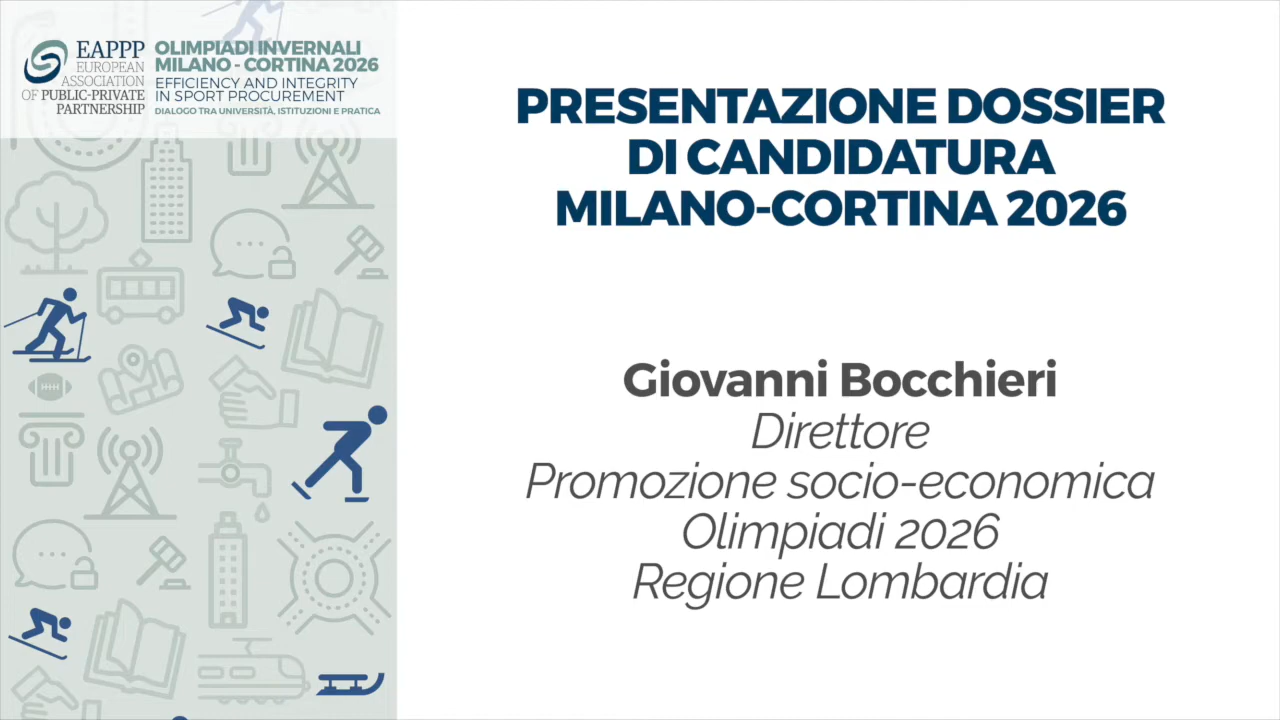 EAPPP
EUROPEAN
ASSOCIATION
OF PUBLIC-PRIVATE
PARTNERSHIP
OLIMPIADI INVERNALI
MILANO - CORTINA 2026
EFFICIENCY AND INTEGRITY
IN SPORT PROCUREMENT
DIALOGO TRA UNIVERSITÀ, ISTITUZIONI E PRATICA
PRESENTAZIONE DOSSIER
DI CANDIDATURA
MILANO-CORTINA 2026
Giovanni Bocchieri
Direttore
Promozione socio-economica
Olimpiadi 2026
Regione Lombardia